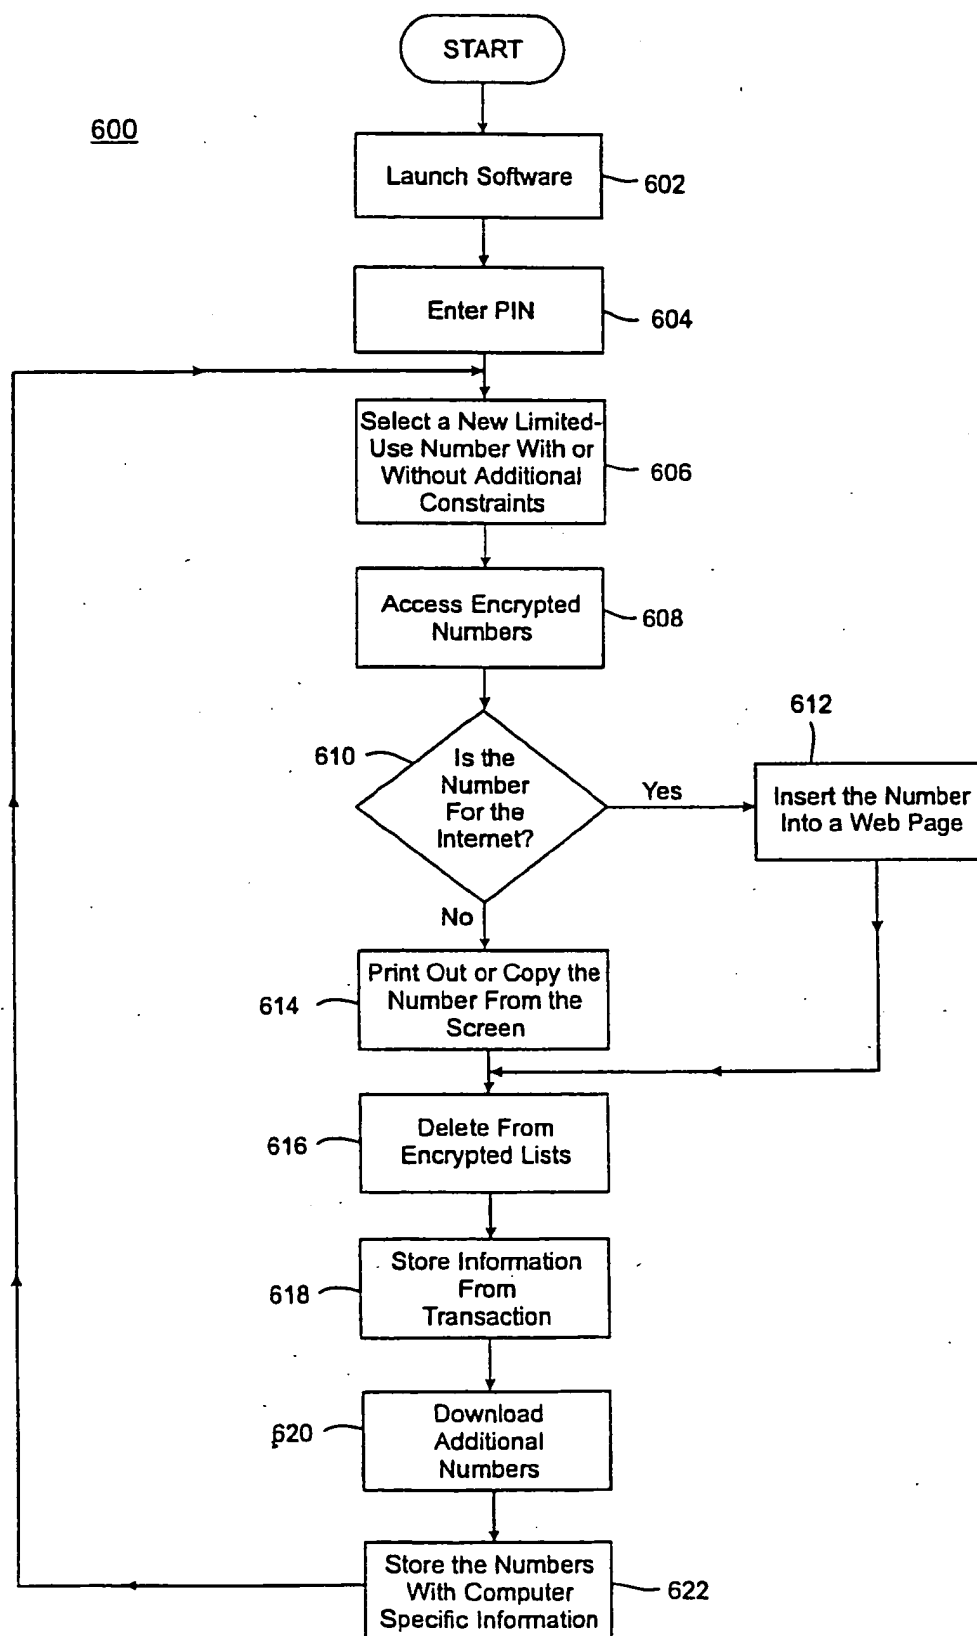 START
600
Launch Software
602
Enter PIN
604
Select a New Limited-
Use Number With or
Without Additional
Constraints
606
Access Encrypted
Numbers
608
610
Is the
Number
For the
Internet?
Yes
612
Insert the Number
Into a Web Page
No
614
Print Out or Copy the
Number From the
Screen
616
Delete From
Encrypted Lists
618
Store Information
From
Transaction
620
Download
Additional
Numbers
Store the Numbers
With Computer
Specific Information
622